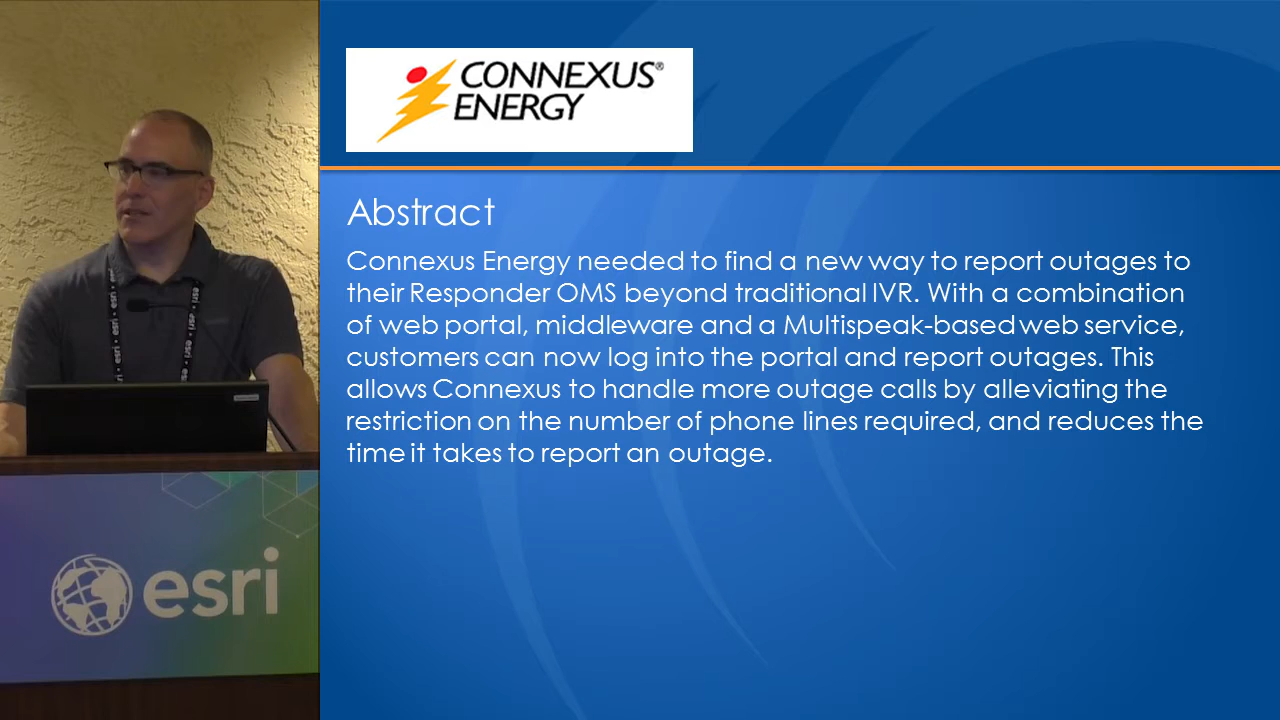 CONNEXUS®
ENERGY
Abstract
Connexus Energy needed to find a new way to report outages to
their Responder OMS beyond traditional IVR. With a combination
of web portal, middleware and a Multispeak-based web service,
customers can now log into the portal and report outages. This
allows Connexus to handle more outage calls by alleviating the
restriction on the number of phone lines required, and reduces the
time it takes to report an outage.
esri • esri
esri
esri